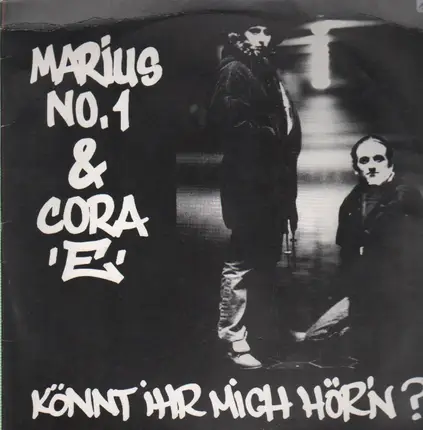 MARiUS
NO.1
&
CORA
'E'
KÖNNT iHR MiCH HÖR'N?